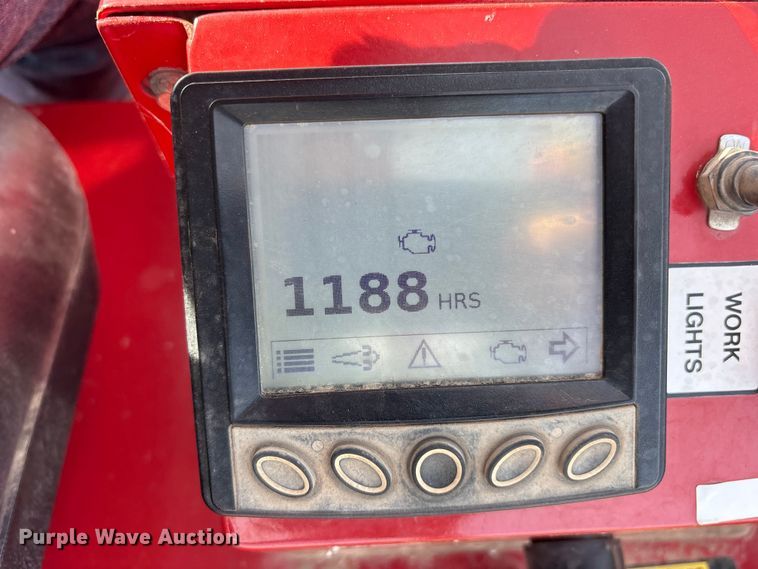 1188 HRS
WORK
LIGHTS
Purple Wave Auction